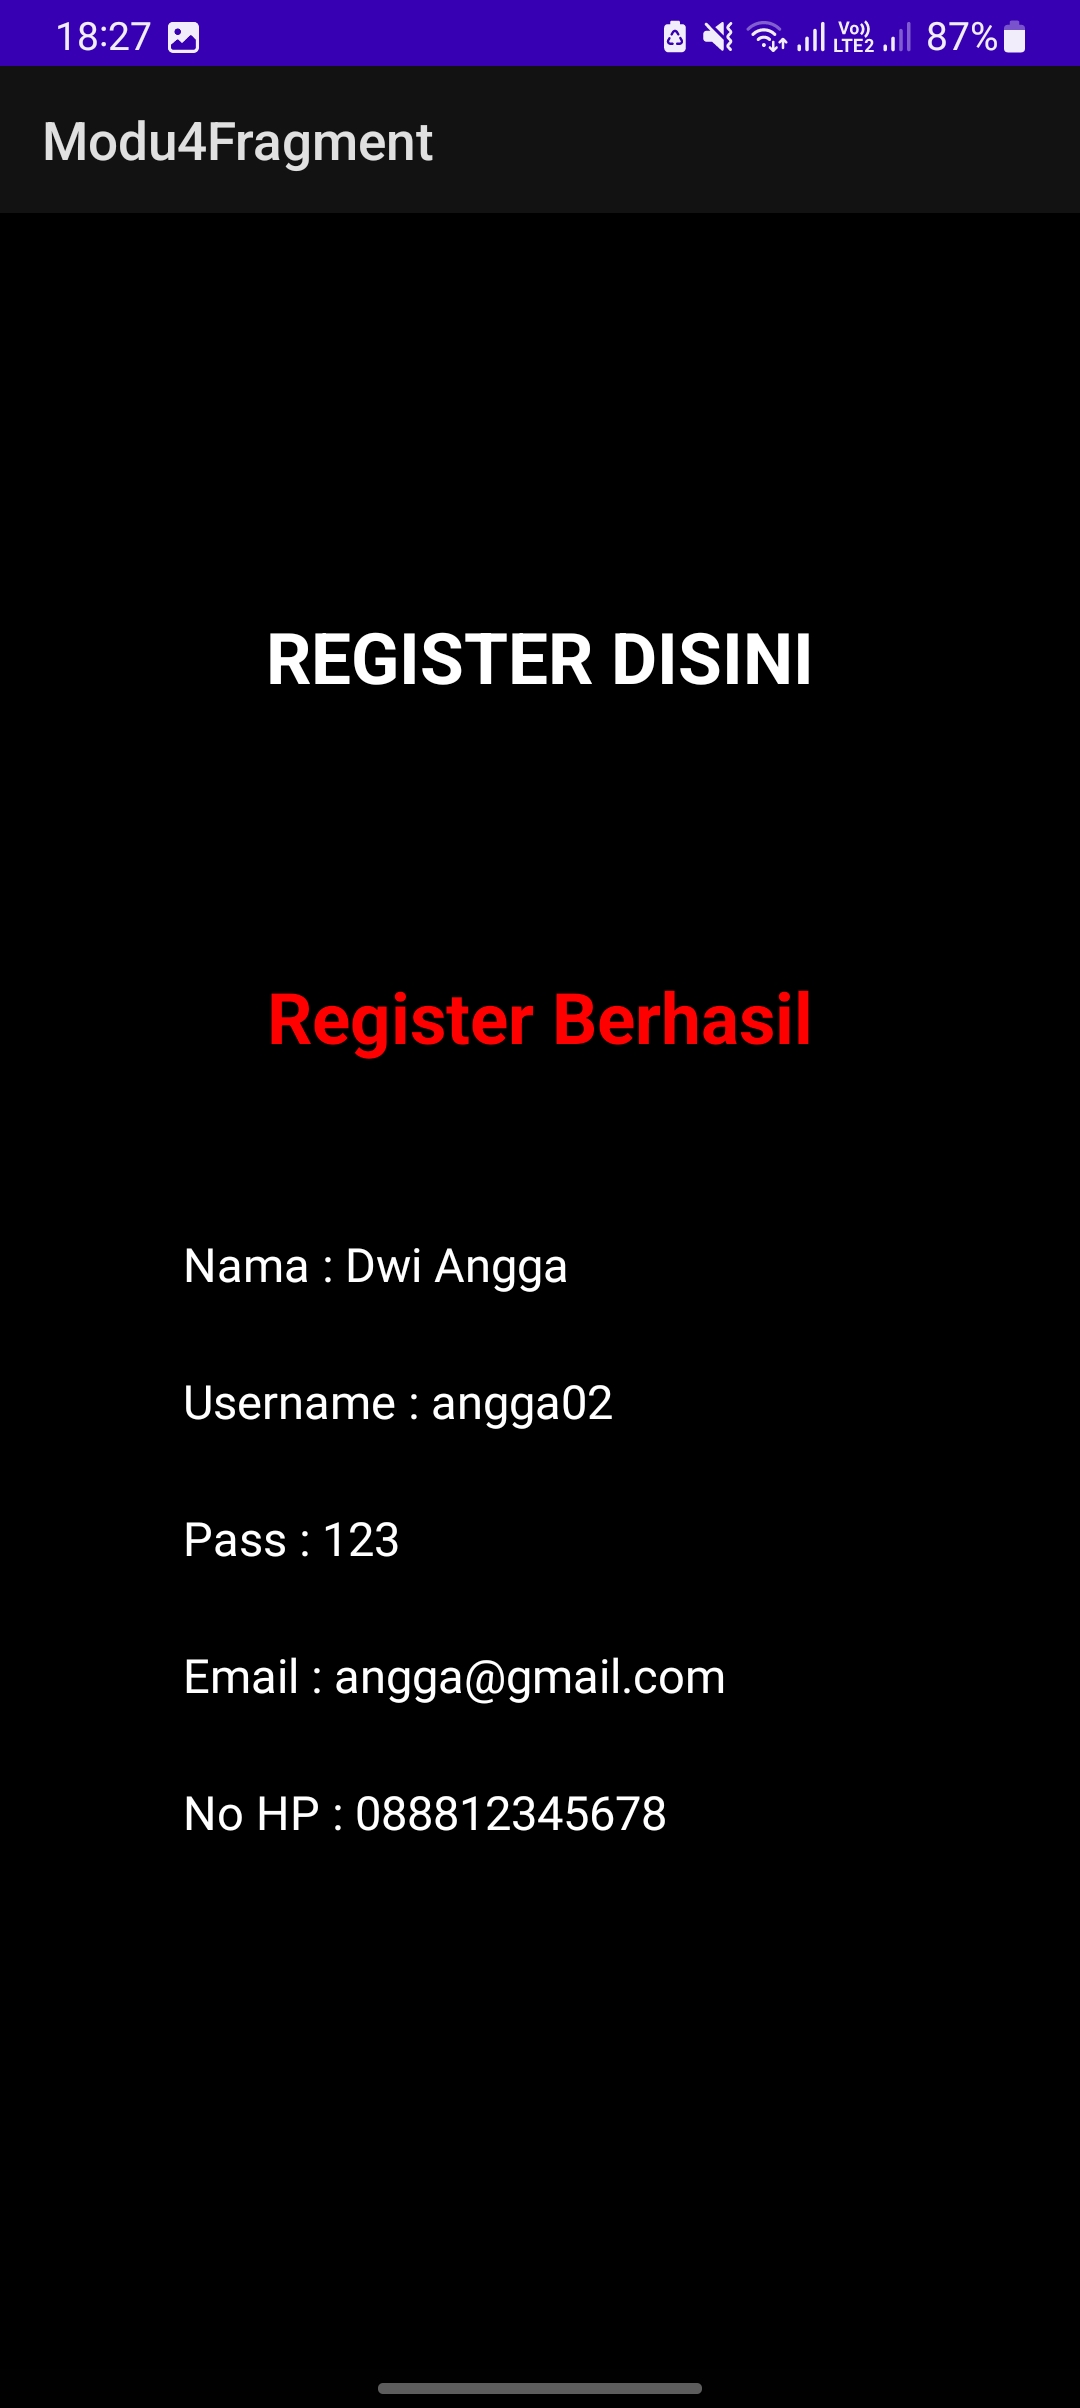 18:27
Vo)) LTE2 87%
Modu4Fragment
REGISTER DISINI
Register Berhasil
Nama : Dwi Angga
Username : angga02
Pass : 123
Email : angga@gmail.com
No HP : 088812345678